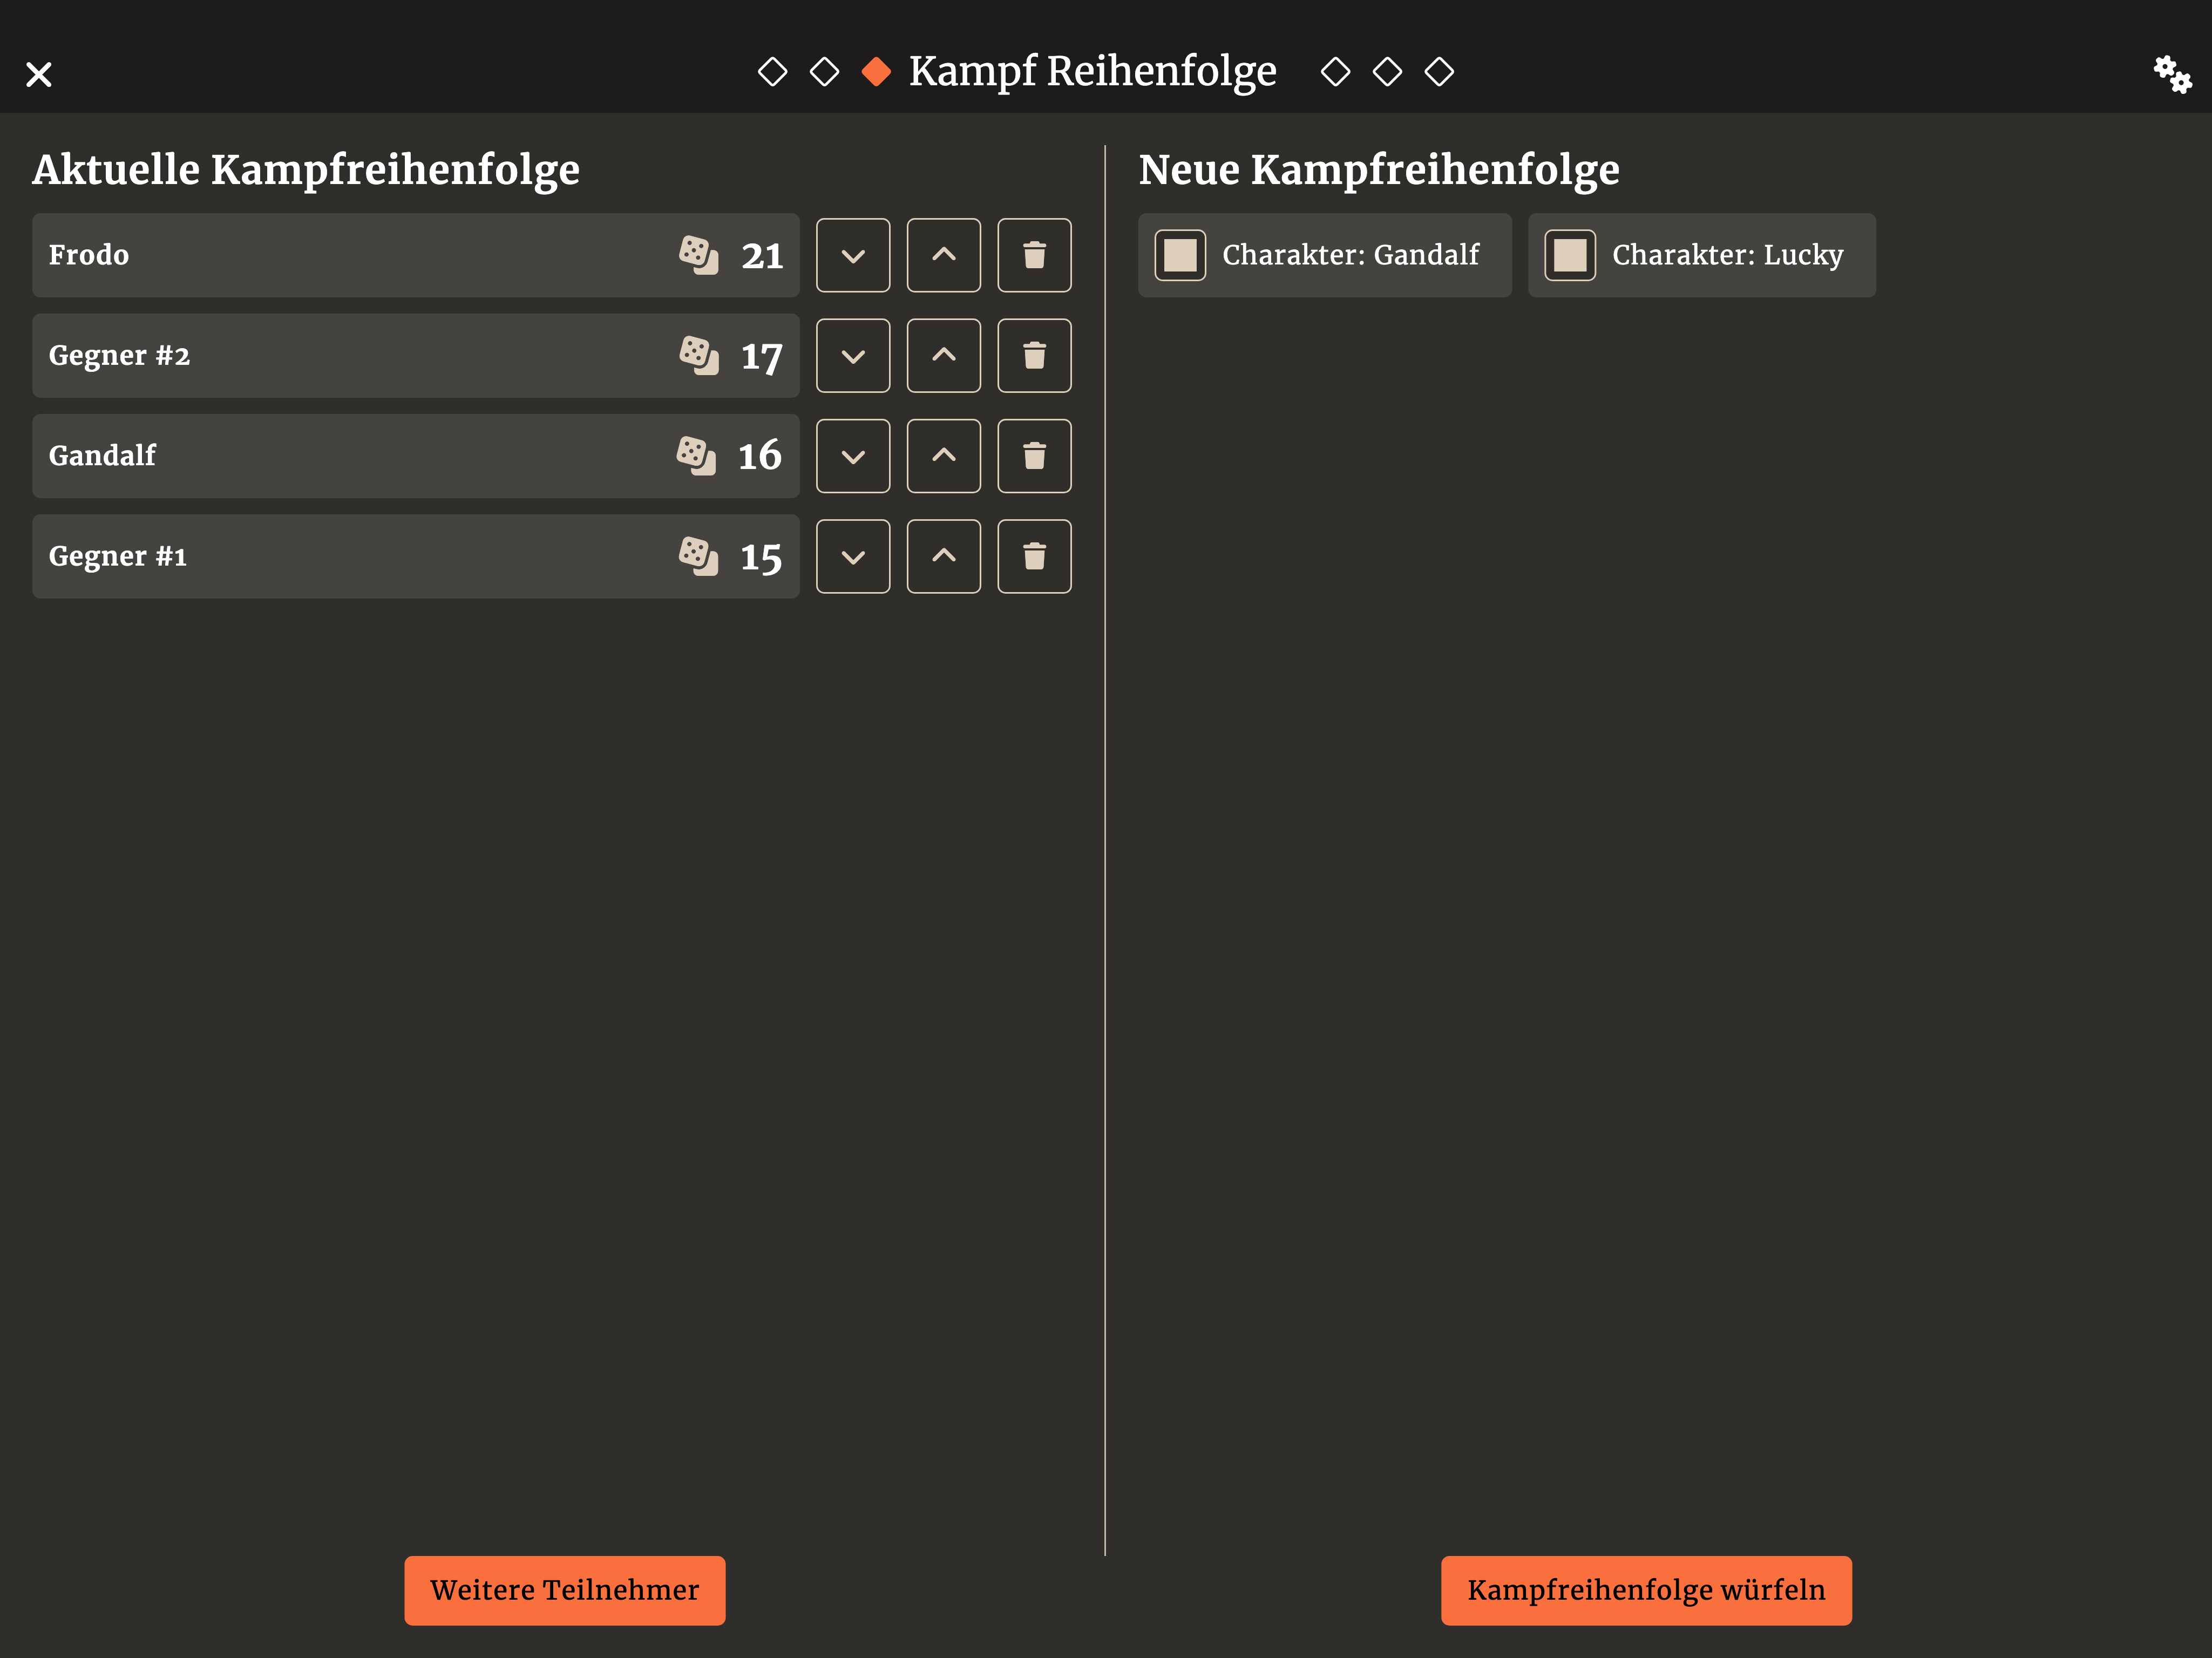 Kampf Reihenfolge
Aktuelle Kampfreihenfolge
Frodo 21
Gegner #2 17
Gandalf 16
Gegner #1 15
Weitere Teilnehmer
Neue Kampfreihenfolge
Charakter: Gandalf
Charakter: Lucky
Kampfreihenfolge würfeln